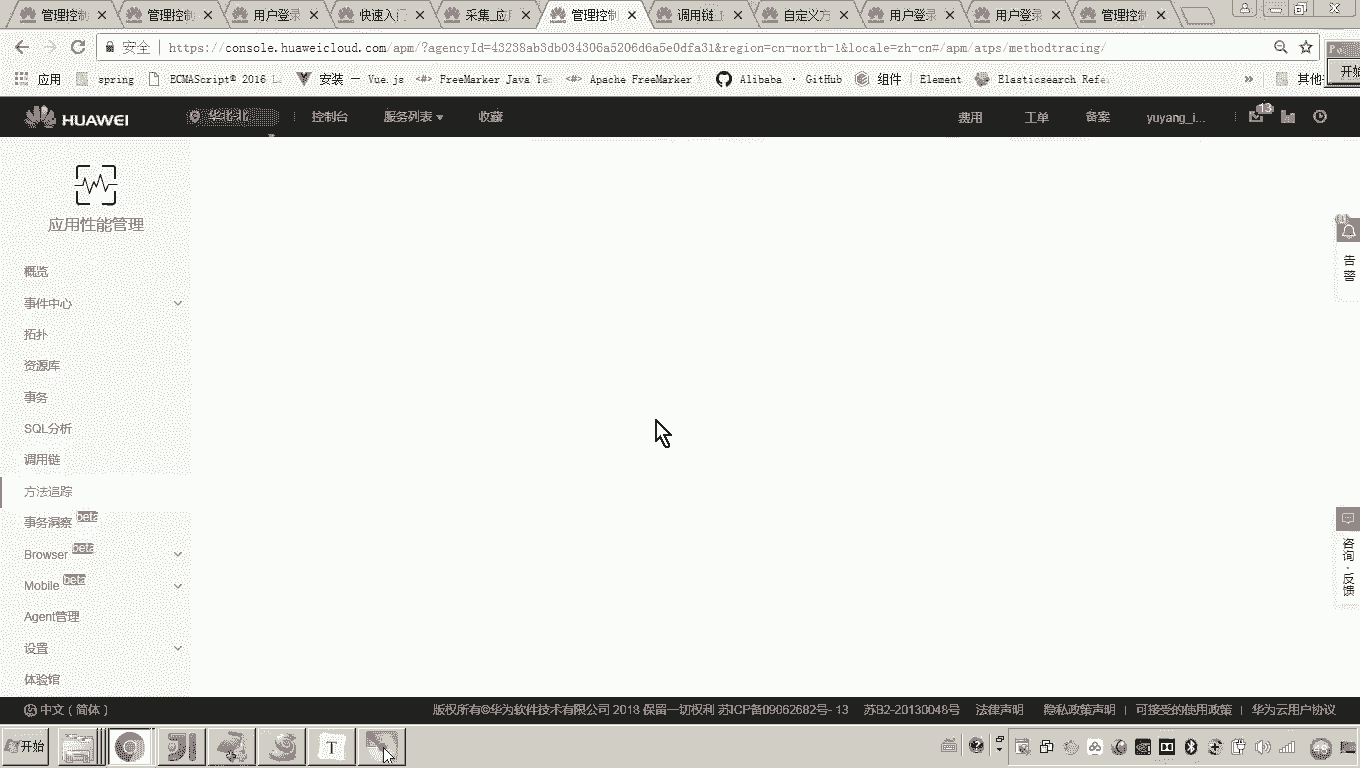 管理控制
管理控制
用户登录
快速入门
采集_应用
管理控制
调用链_
自定义方
用户登录
用户登录
管理控制
安全
https://console.huaweicloud.com/apm/?agencyId=43238ab3db034306a5206d6a5e0dfa31&region=cn-north-1&locale=zh-cn#/apm/atps/methodtracing/
应用
spring
ECMAScript® 2016 L
安装 — Vue.js
FreeMarker Java Te
Apache FreeMarker
Alibaba · GitHub
组件 | Element
Elasticsearch Refe
»
其他
开始
HUAWEI
华北-北
控制台
服务列表
收藏
费用
工单
备案
yuyang_i...
13
应用性能管理
概览
事件中心
拓扑
资源库
事务
SQL分析
调用链
方法追踪
事务洞察 beta
Browser beta
Mobile beta
Agent管理
设置
体验馆
告警
咨询·反馈
中文（简体）
版权所有©华为软件技术有限公司 2018 保留一切权利 苏ICP备09062682号- 13
苏B2-20130048号
法律声明
隐私政策声明
可接受的使用政策
华为云用户协议
开始
T